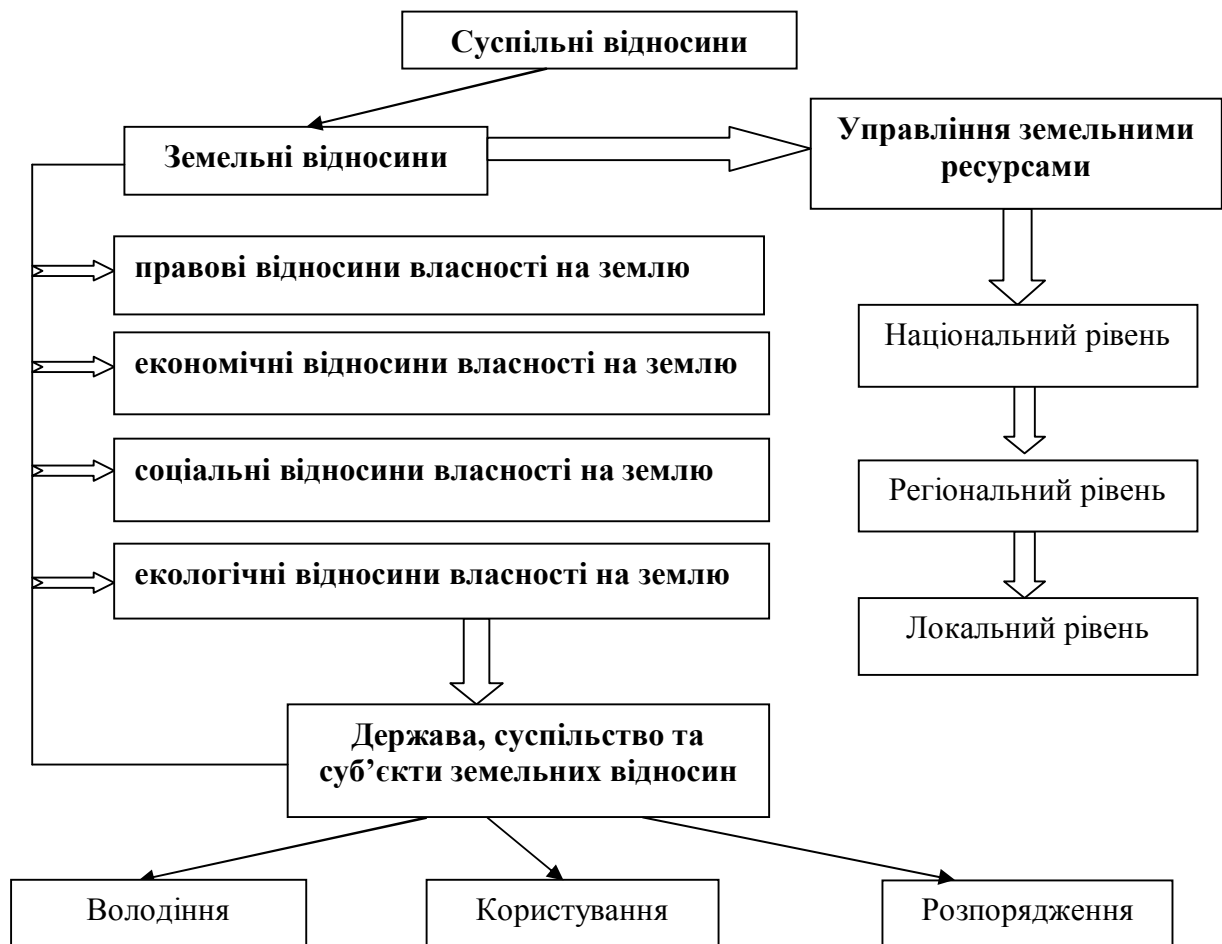 Суспільні відносини
Земельні відносини
Управління земельними
ресурсами
правові відносини власності на землю
економічні відносини власності на землю
соціальні відносини власності на землю
екологічні відносини власності на землю
Національний рівень
Регіональний рівень
Локальний рівень
Держава, суспільство та
суб’єкти земельних відносин
Володіння
Користування
Розпорядження